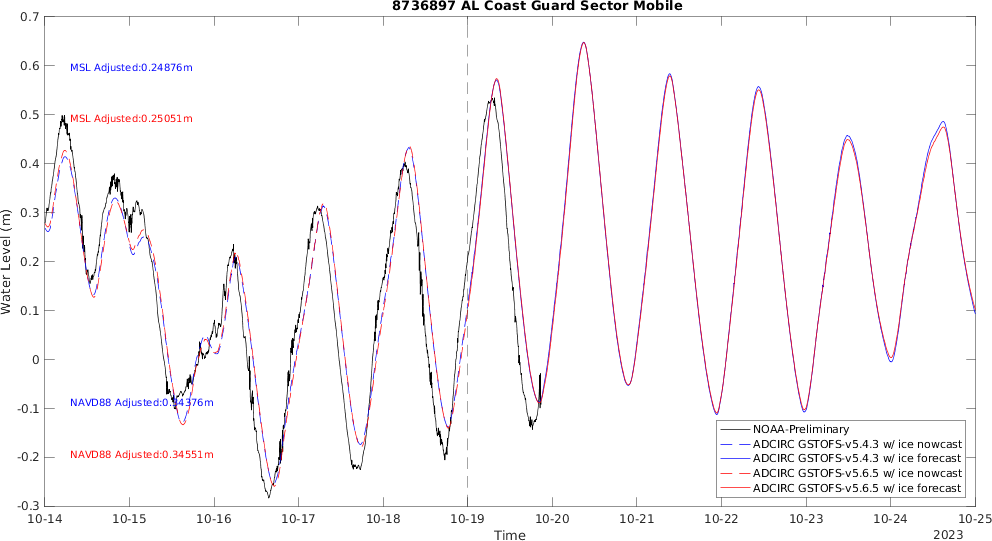 8736897 AL Coast Guard Sector Mobile
0.7
0.6
0.5
0.4
0.3
0.2
0.1
0
-0.1
-0.2
-0.3
Water Level (m)
MSL Adjusted:0.24876m
MSL Adjusted:0.25051m
NAVD88 Adjusted:0.34376m
NAVD88 Adjusted:0.34551m
NOAA-Preliminary
ADCIRC GSTOFS-v5.4.3 w/ ice nowcast
ADCIRC GSTOFS-v5.4.3 w/ ice forecast
ADCIRC GSTOFS-v5.6.5 w/ ice nowcast
ADCIRC GSTOFS-v5.6.5 w/ ice forecast
10-14 10-15 10-16 10-17 10-18 10-19 10-20 10-21 10-22 10-23 10-24 10-25
Time
2023